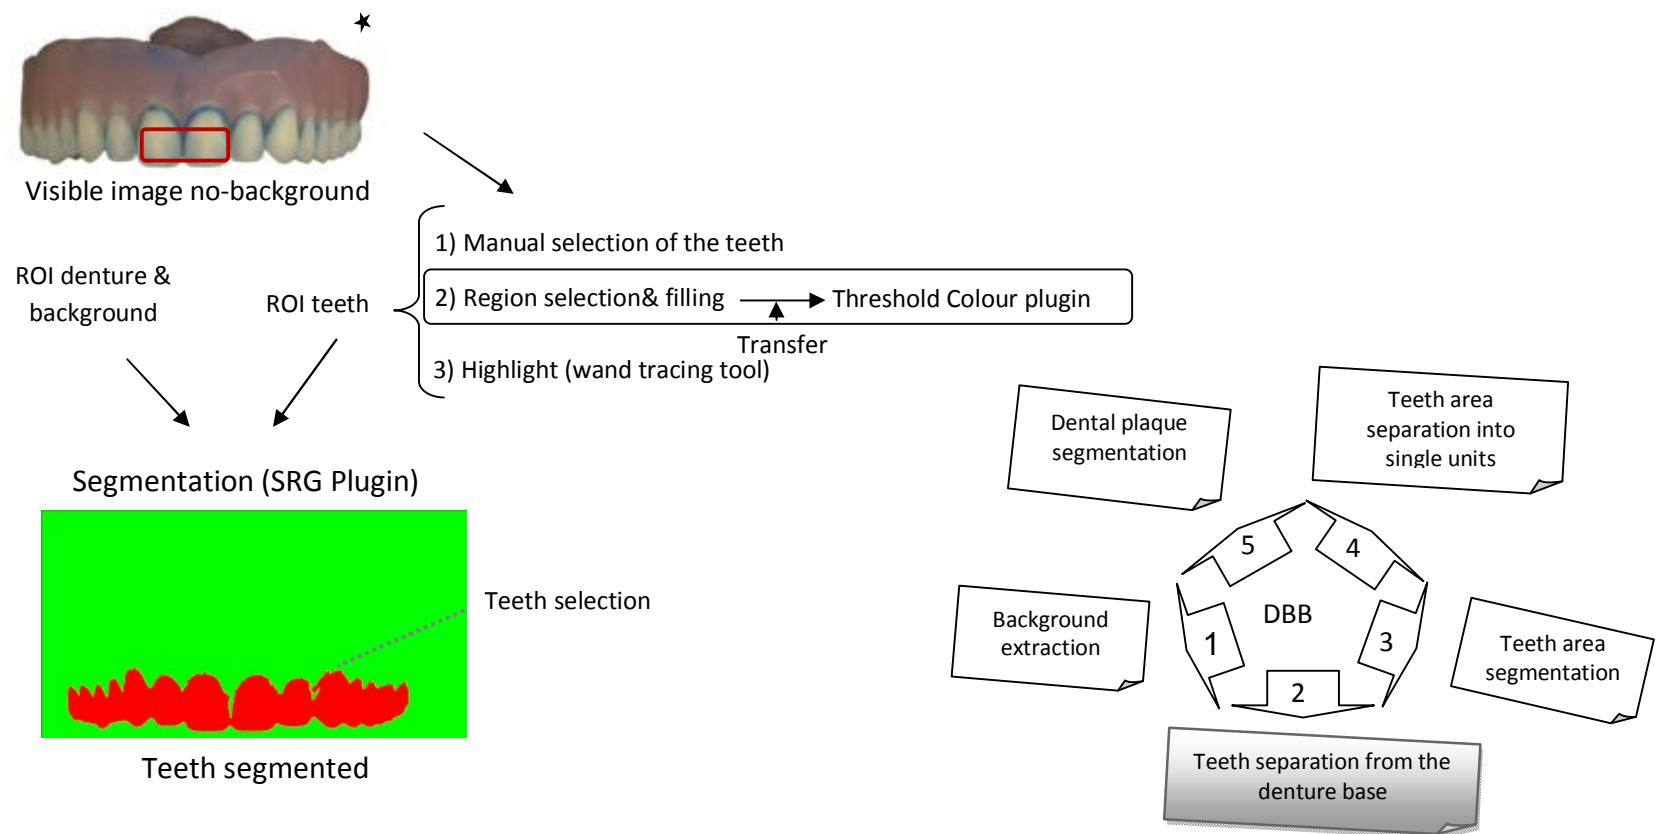 Visible image no-background
1) Manual selection of the teeth
ROI denture &
background
ROI teeth
2) Region selection& filling
Threshold Colour plugin
Transfer
3) Highlight (wand tracing tool)
Segmentation (SRG Plugin)
Teeth selection
Teeth segmented
Dental plaque
segmentation
Teeth area
separation into
single units
5
4
Background
extraction
DBB
1
3
Teeth area
segmentation
2
Teeth separation from the
denture base